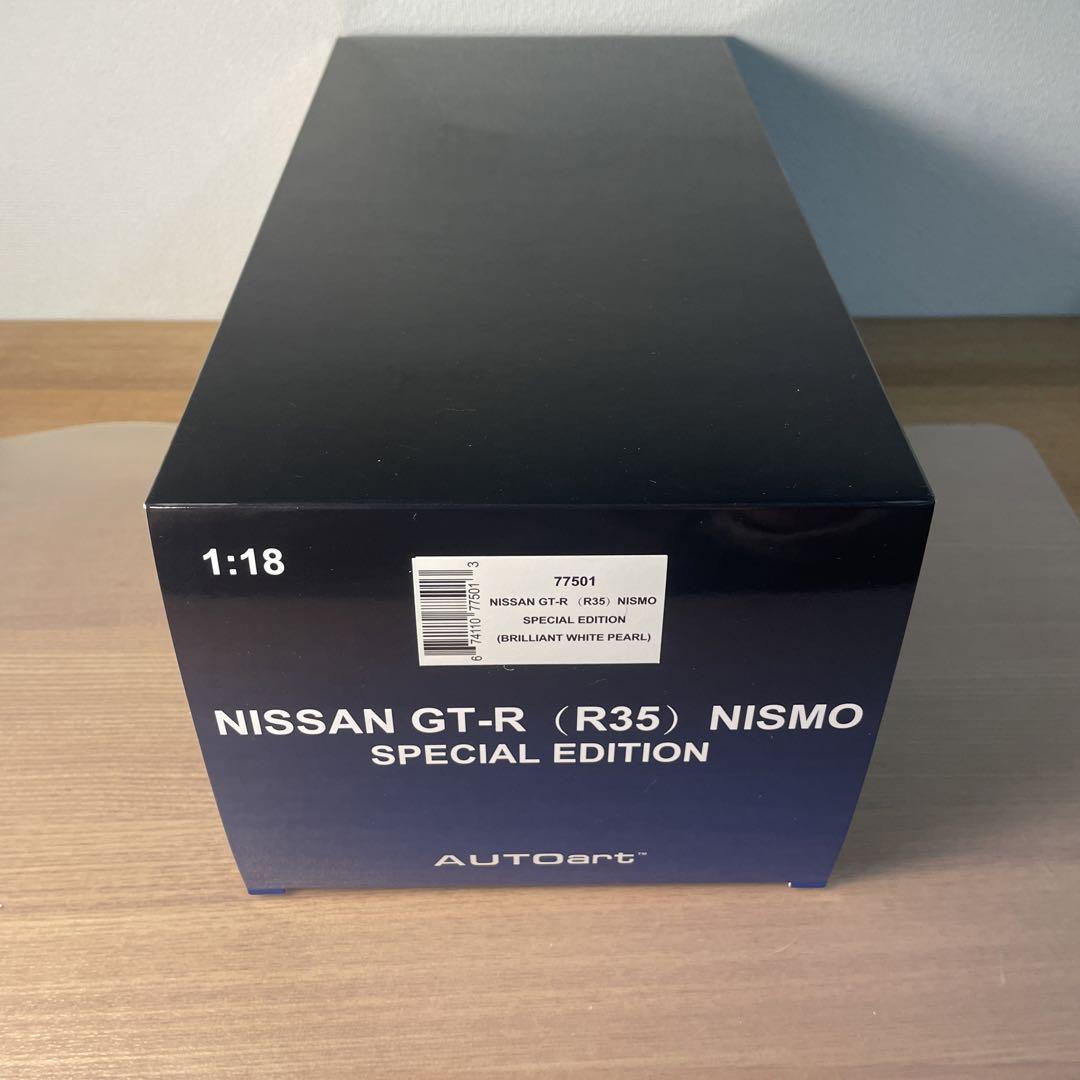 1:18
77501
NISSAN GT-R （R35）NISMO
SPECIAL EDITION
(BRILLIANT WHITE PEARL)
6 74110 77501 3
NISSAN GT-R （R35） NISMO
SPECIAL EDITION
AUTOart™